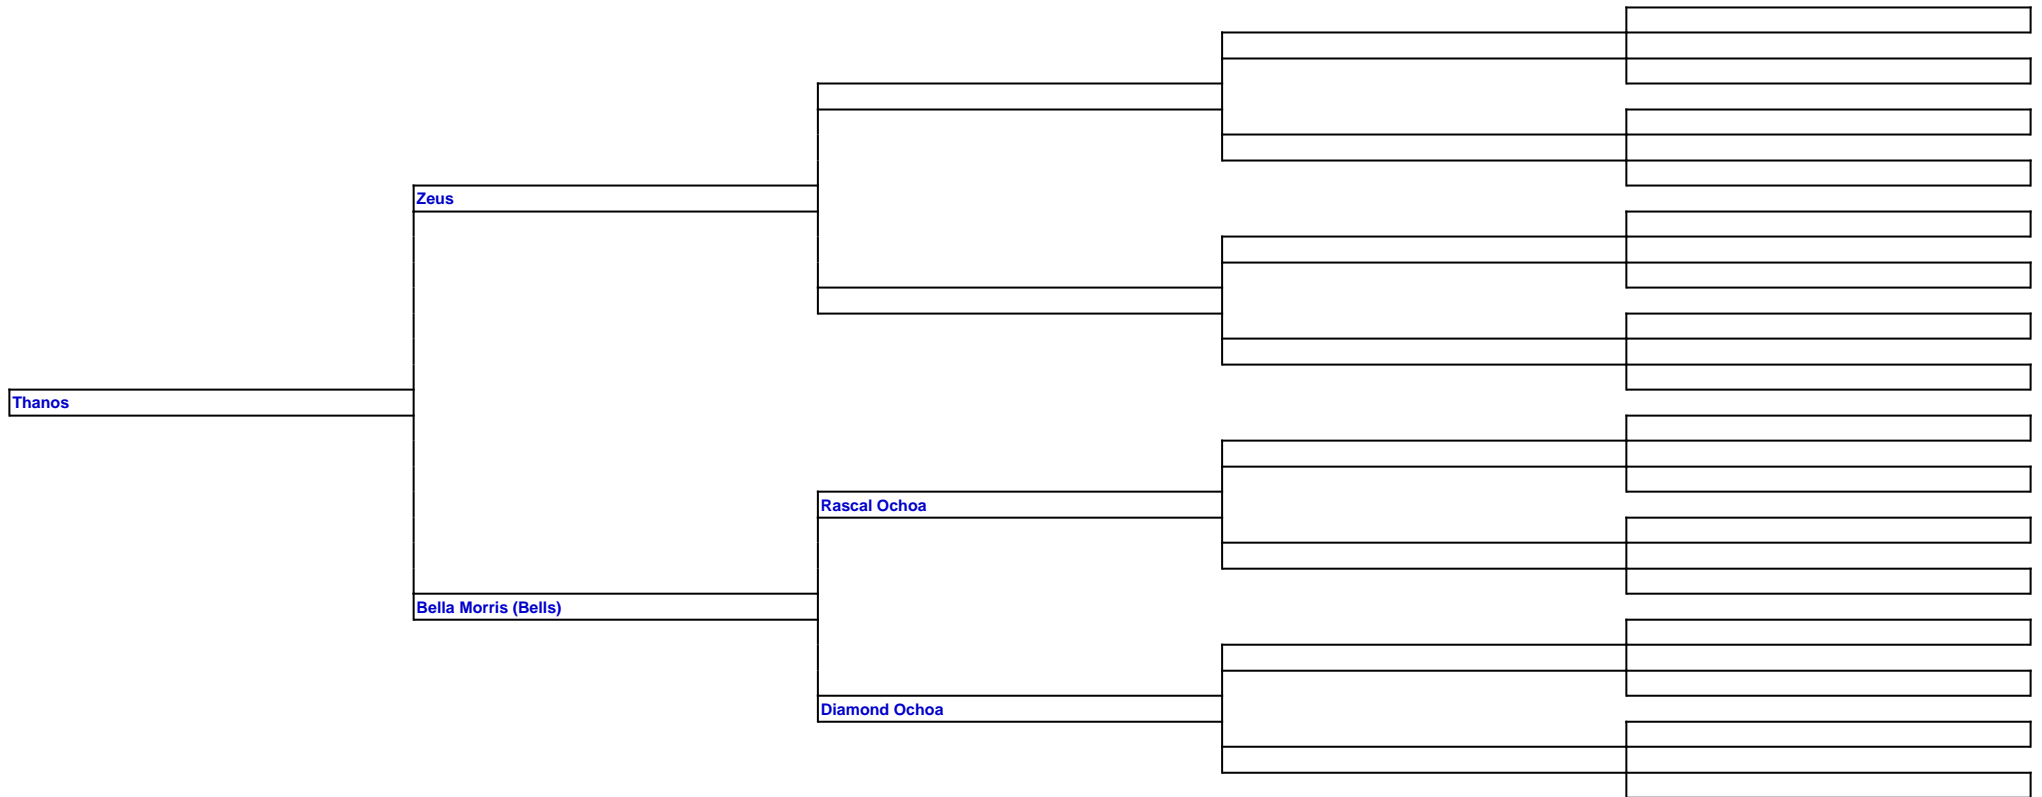 Zeus
Thanos
Rascal Ochoa
Bella Morris (Bells)
Diamond Ochoa